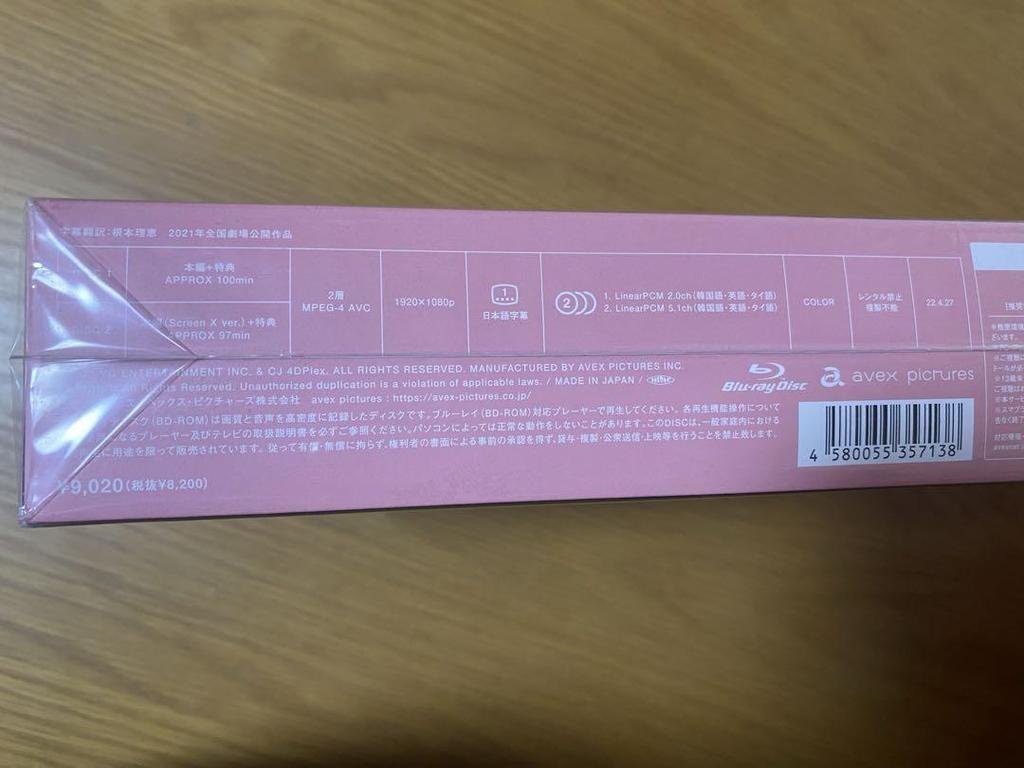 字幕翻訳：根本理恵 2021年全国劇場公開作品
本編+特典
APPROX 100min
(Screen X ver.)+特典
APPROX 97min
2層
MPEG-4 AVC
1920×1080p
1
日本語字幕
2
1. LinearPCM 2.0ch（韓国語・英語・タイ語）
2. LinearPCM 5.1ch（韓国語・英語・タイ語）
COLOR
レンタル禁止
複製不能
22.4.27
ENTERTAINMENT INC. & CJ 4DPlex. ALL RIGHTS RESERVED. MANUFACTURED BY AVEX PICTURES INC.
Rights Reserved. Unauthorized duplication is a violation of applicable laws. / MADE IN JAPAN /
ックス・ピクチャーズ株式会社 avex pictures : https://avex-pictures.co.jp/
スク（BD-ROM）は画質と音声を高密度に記録したディスクです。ブルーレイ（BD-ROM）対応プレーヤーで再生してください。各再生機能操作について
なるプレーヤー及びテレビの取扱説明書を必ずご参照ください。パソコンによっては正常な動作をしないことがあります。このDISCは、一般家庭内における
に用途を限って販売されています。従って有償・無償に拘らず、権利者の書面による事前の承認を得ず、貸与・複製・公衆送信・上映等を行うことを禁止致します。
¥9,020（税抜¥8,200）
Blu-ray Disc
avex pictures
4 580055 357138